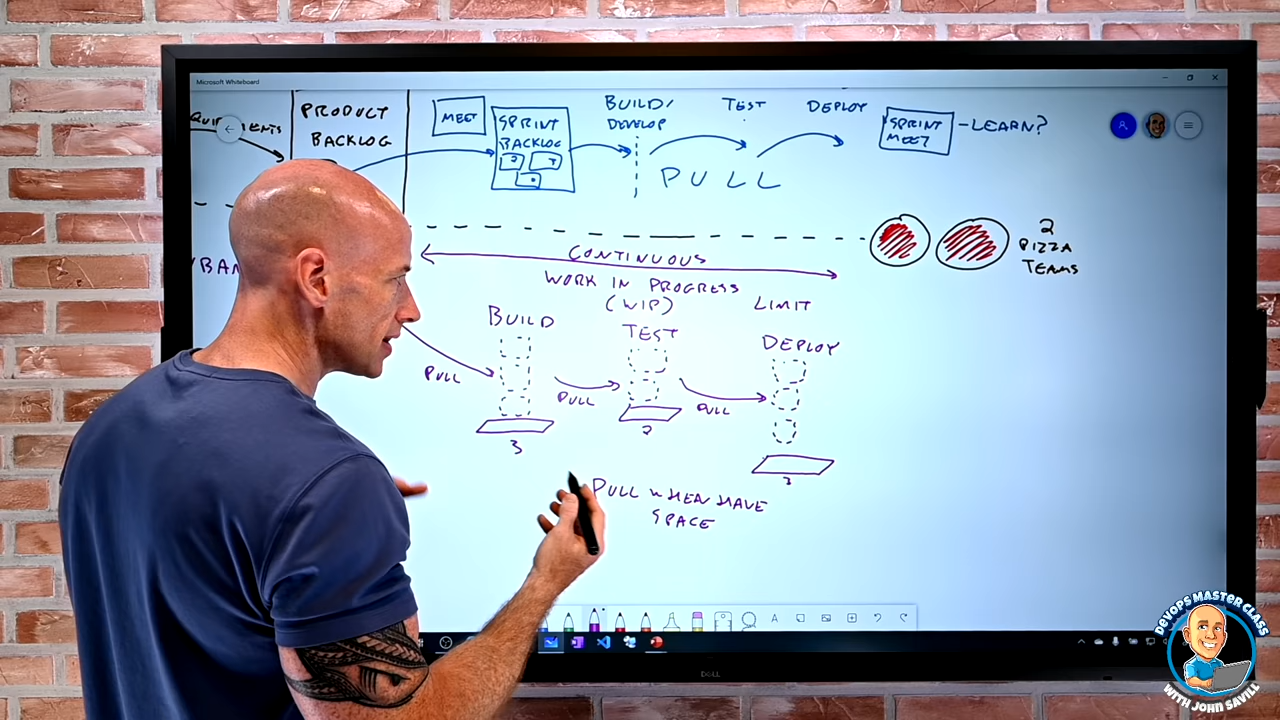 Microsoft Whiteboard
PRODUCT
BACKLOG
MEET
SPRINT
BACKLOG
BUILD/
DEVELOP
TEST
DEPLOY
SPRINT
MEET
-LEARN?
PULL
2
PIZZA
TEAMS
CONTINUOUS
WORK IN PROGRESS
(WIP)
LIMIT
BUILD
TEST
DEPLOY
PULL
PULL
PULL
3
2
3
PULL WHEN HAVE
SPACE
DELL
DEVOPS MASTER CLASS
WITH JOHN SAVILL